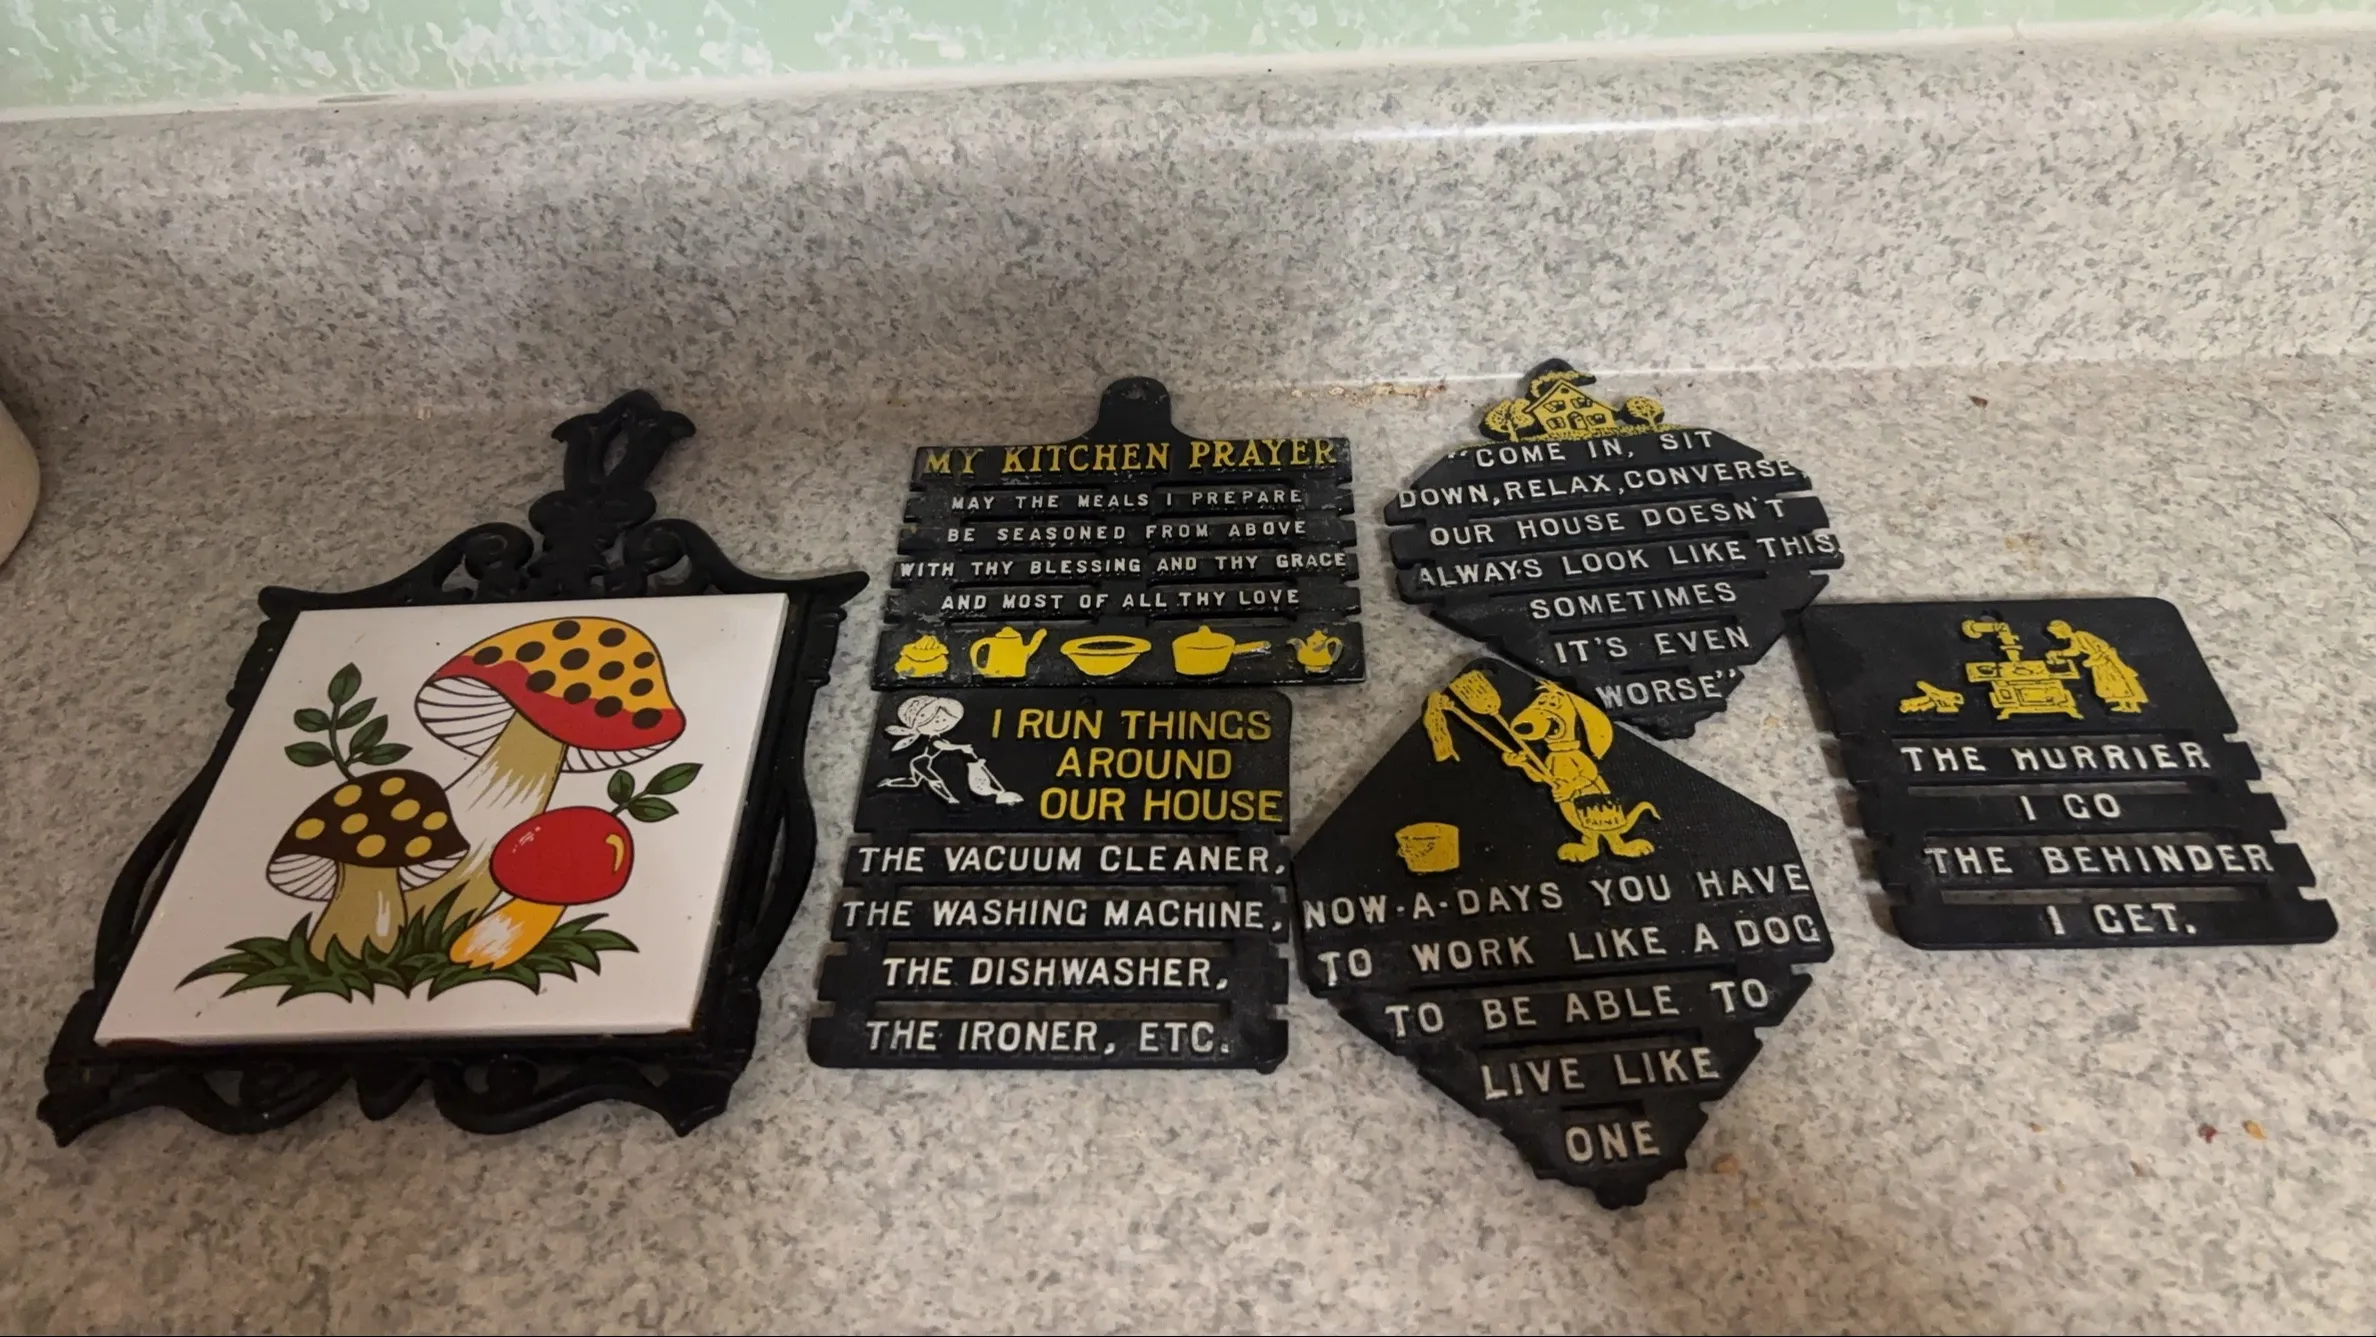 MY KITCHEN PRAYER
MAY THE MEALS I PREPARE
BE SEASONED FROM ABOVE
WITH THY BLESSING AND THY GRACE
AND MOST OF ALL THY LOVE
I RUN THINGS
AROUND
OUR HOUSE
THE VACUUM CLEANER,
THE WASHING MACHINE,
THE DISHWASHER,
THE IRONER, ETC.
"COME IN, SIT
DOWN, RELAX, CONVERSE
OUR HOUSE DOESN'T
ALWAYS LOOK LIKE THIS
SOMETIMES
IT'S EVEN
WORSE"
PAINT
NOW-A-DAYS YOU HAVE
TO WORK LIKE A DOG
TO BE ABLE TO
LIVE LIKE
ONE
THE HURRIER
I GO
THE BEHINDER
I GET.